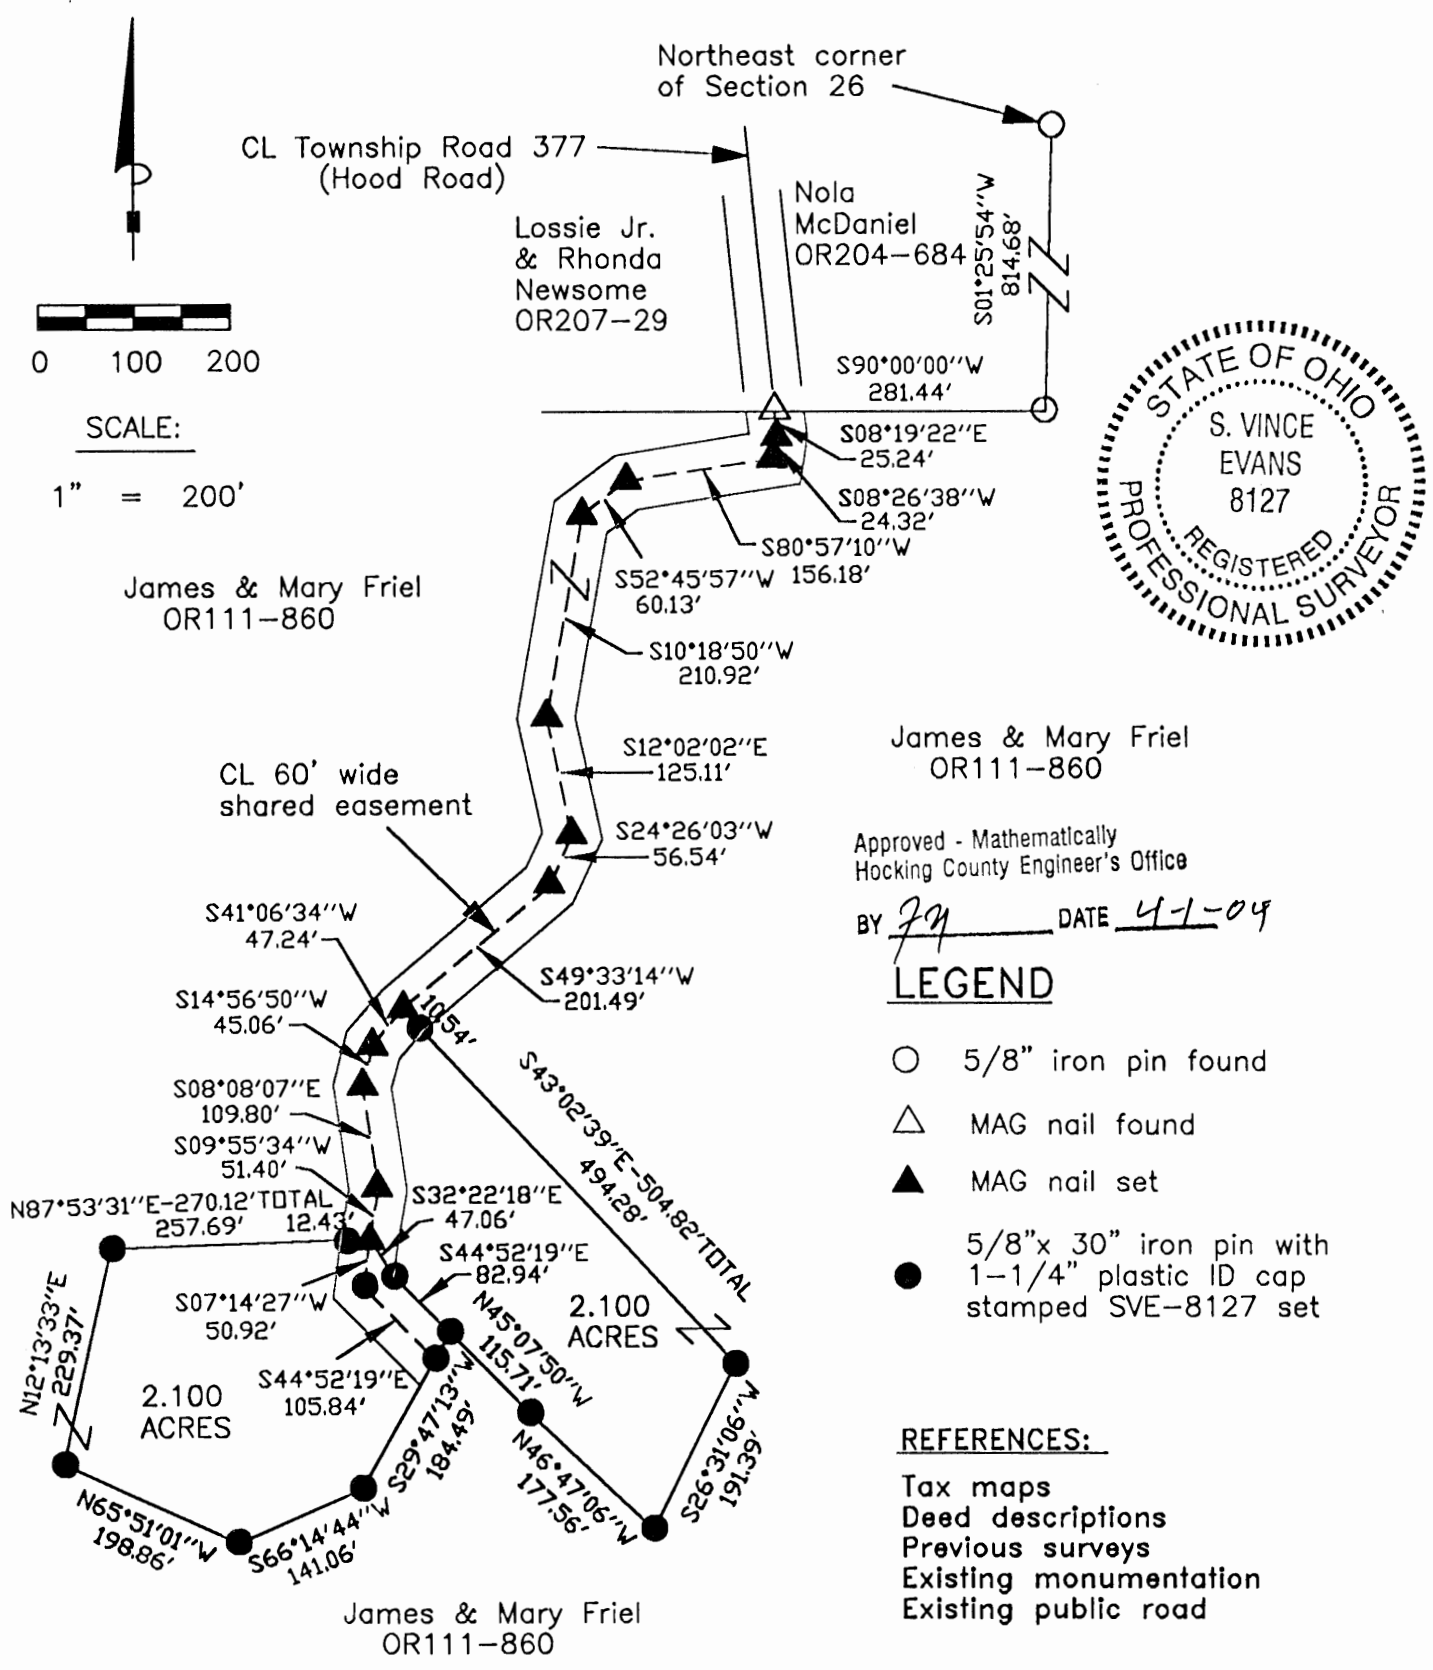 Northeast corner
of Section 26
CL Township Road 377
(Hood Road)
Nola
McDaniel
OR204-684
S01°25'54"W
814.68'
Lossie Jr.
& Rhonda
Newsome
OR207-29
0 100 200
SCALE:
1" = 200'
S90°00'00"W
281.44'
STATE OF OHIO
S. VINCE
EVANS
8127
REGISTERED
PROFESSIONAL SURVEYOR
S08°19'22"E
25.24'
S08°26'38"W
24.32'
S80°57'10"W
156.18'
S52°45'57"W
60.13'
James & Mary Friel
OR111-860
S10°18'50"W
210.92'
S12°02'02"E
125.11'
James & Mary Friel
OR111-860
CL 60' wide
shared easement
S24°26'03"W
56.54'
Approved - Mathematically
Hocking County Engineer's Office
BY DATE 4-1-04
S41°06'34"W
47.24'
S49°33'14"W
201.49'
LEGEND
5/8" iron pin found
MAG nail found
MAG nail set
5/8"x 30" iron pin with
1-1/4" plastic ID cap
stamped SVE-8127 set
S14°56'50"W
45.06'
10.54'
S43°02'39"E-504.82'TOTAL
494.28'
S08°08'07"E
109.80'
S09°55'34"W
51.40'
N87°53'31"E-270.12'TOTAL
257.69' 12.43'
S32°22'18"E
47.06'
S44°52'19"E
82.94'
S07°14'27"W
50.92'
N45°07'50"W
115.71'
2.100
ACRES
N12°13'33"E
229.37'
2.100
ACRES
S44°52'19"E
105.84'
S29°47'13"W
184.49'
N46°47'06"W
177.56'
S26°31'06"W
191.39'
N65°51'01"W
198.86'
S66°14'44"W
141.06'
James & Mary Friel
OR111-860
REFERENCES:
Tax maps
Deed descriptions
Previous surveys
Existing monumentation
Existing public road